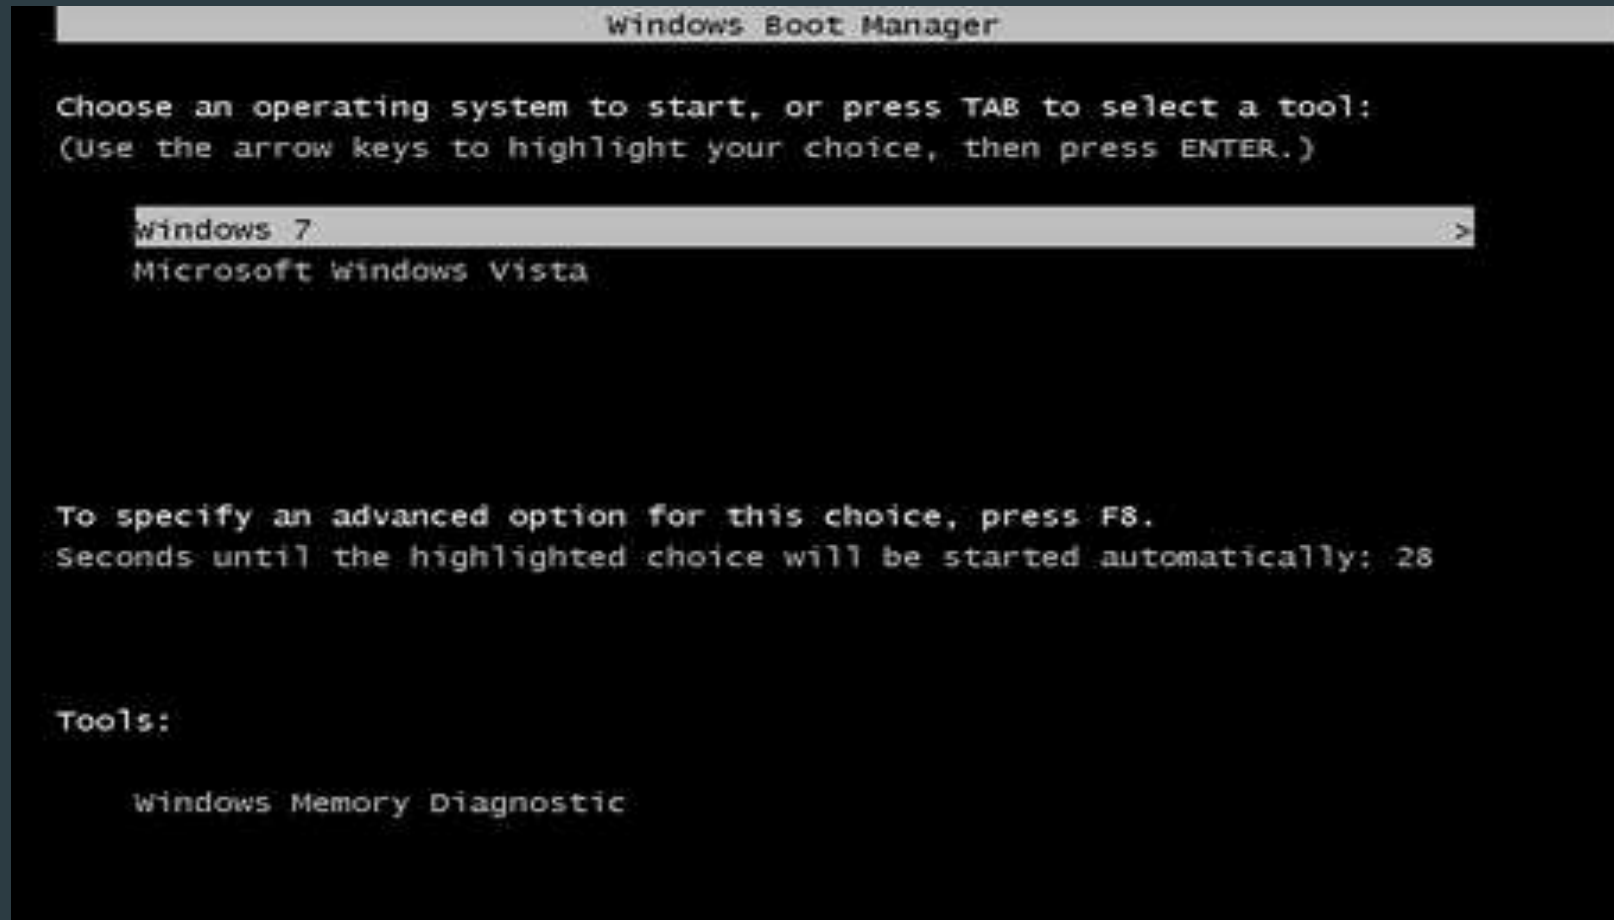 Windows Boot Manager
Choose an operating system to start, or press TAB to select a tool:
(Use the arrow keys to highlight your choice, then press ENTER.)
Windows 7 >
Microsoft Windows Vista
To specify an advanced option for this choice, press F8.
Seconds until the highlighted choice will be started automatically: 28
Tools:
Windows Memory Diagnostic